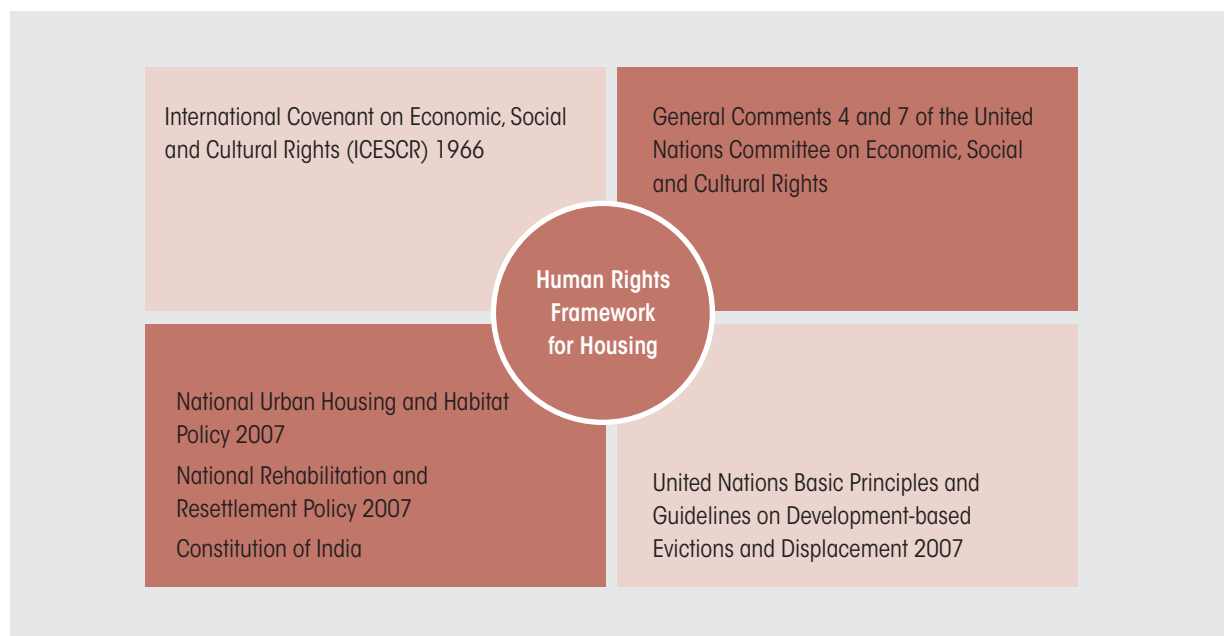 International Covenant on Economic, Social
and Cultural Rights (ICESCR) 1966
General Comments 4 and 7 of the United
Nations Committee on Economic, Social
and Cultural Rights
Human Rights
Framework
for Housing
National Urban Housing and Habitat
Policy 2007
National Rehabilitation and
Resettlement Policy 2007
Constitution of India
United Nations Basic Principles and
Guidelines on Development-based
Evictions and Displacement 2007